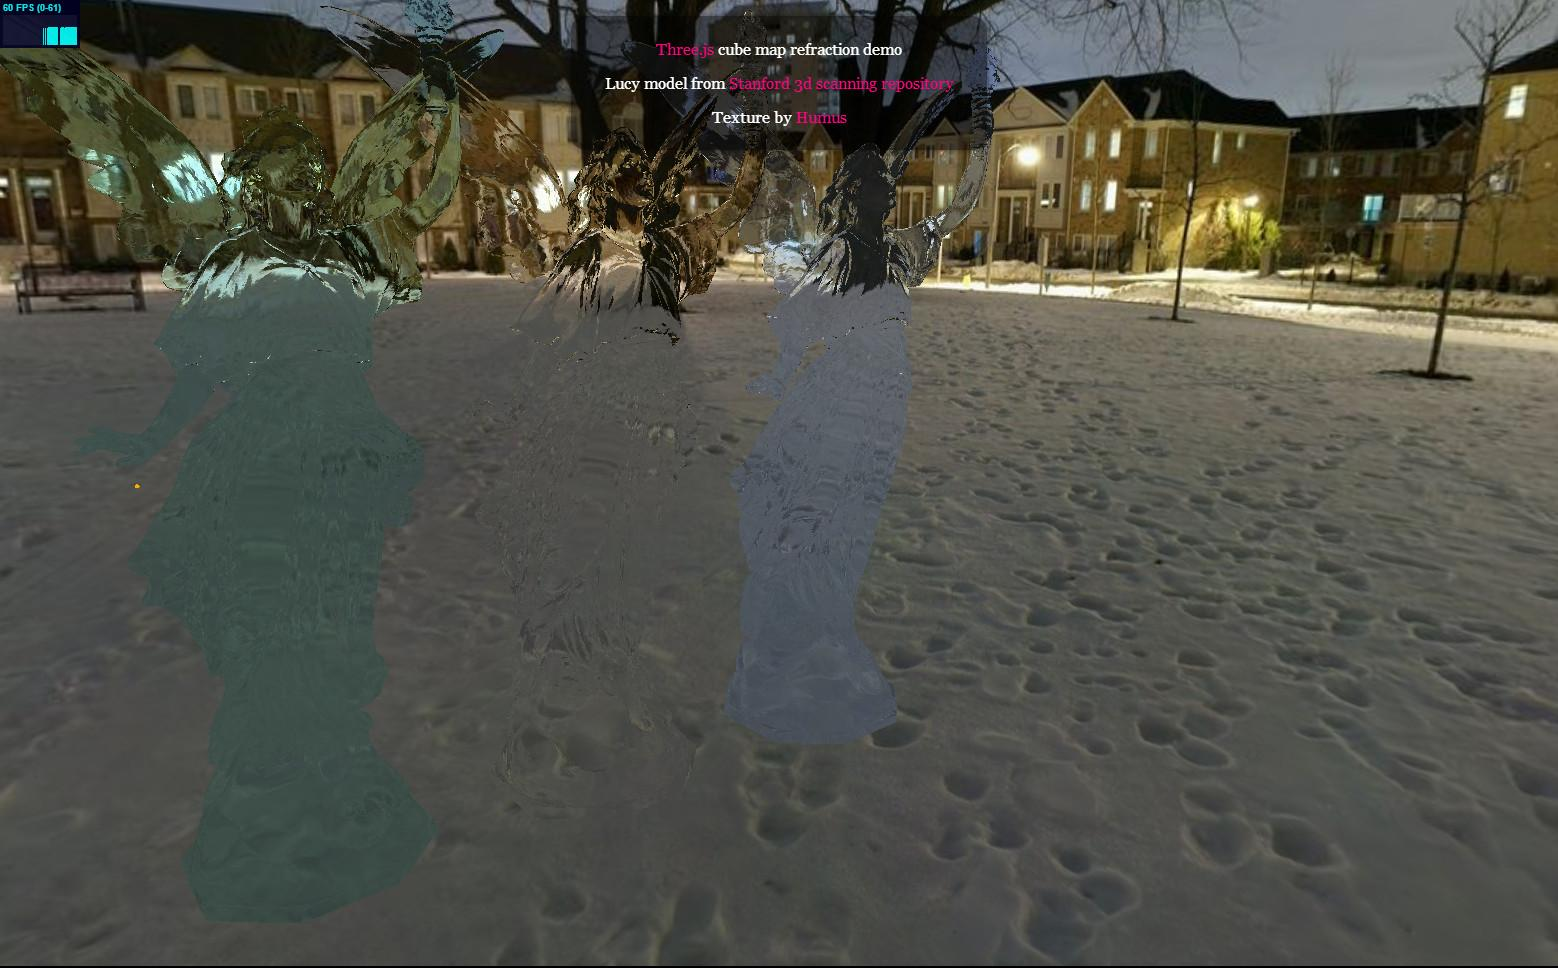 60 FPS (0-61)
Three.js cube map refraction demo
Lucy model from Stanford 3d scanning repository
Texture by Humus